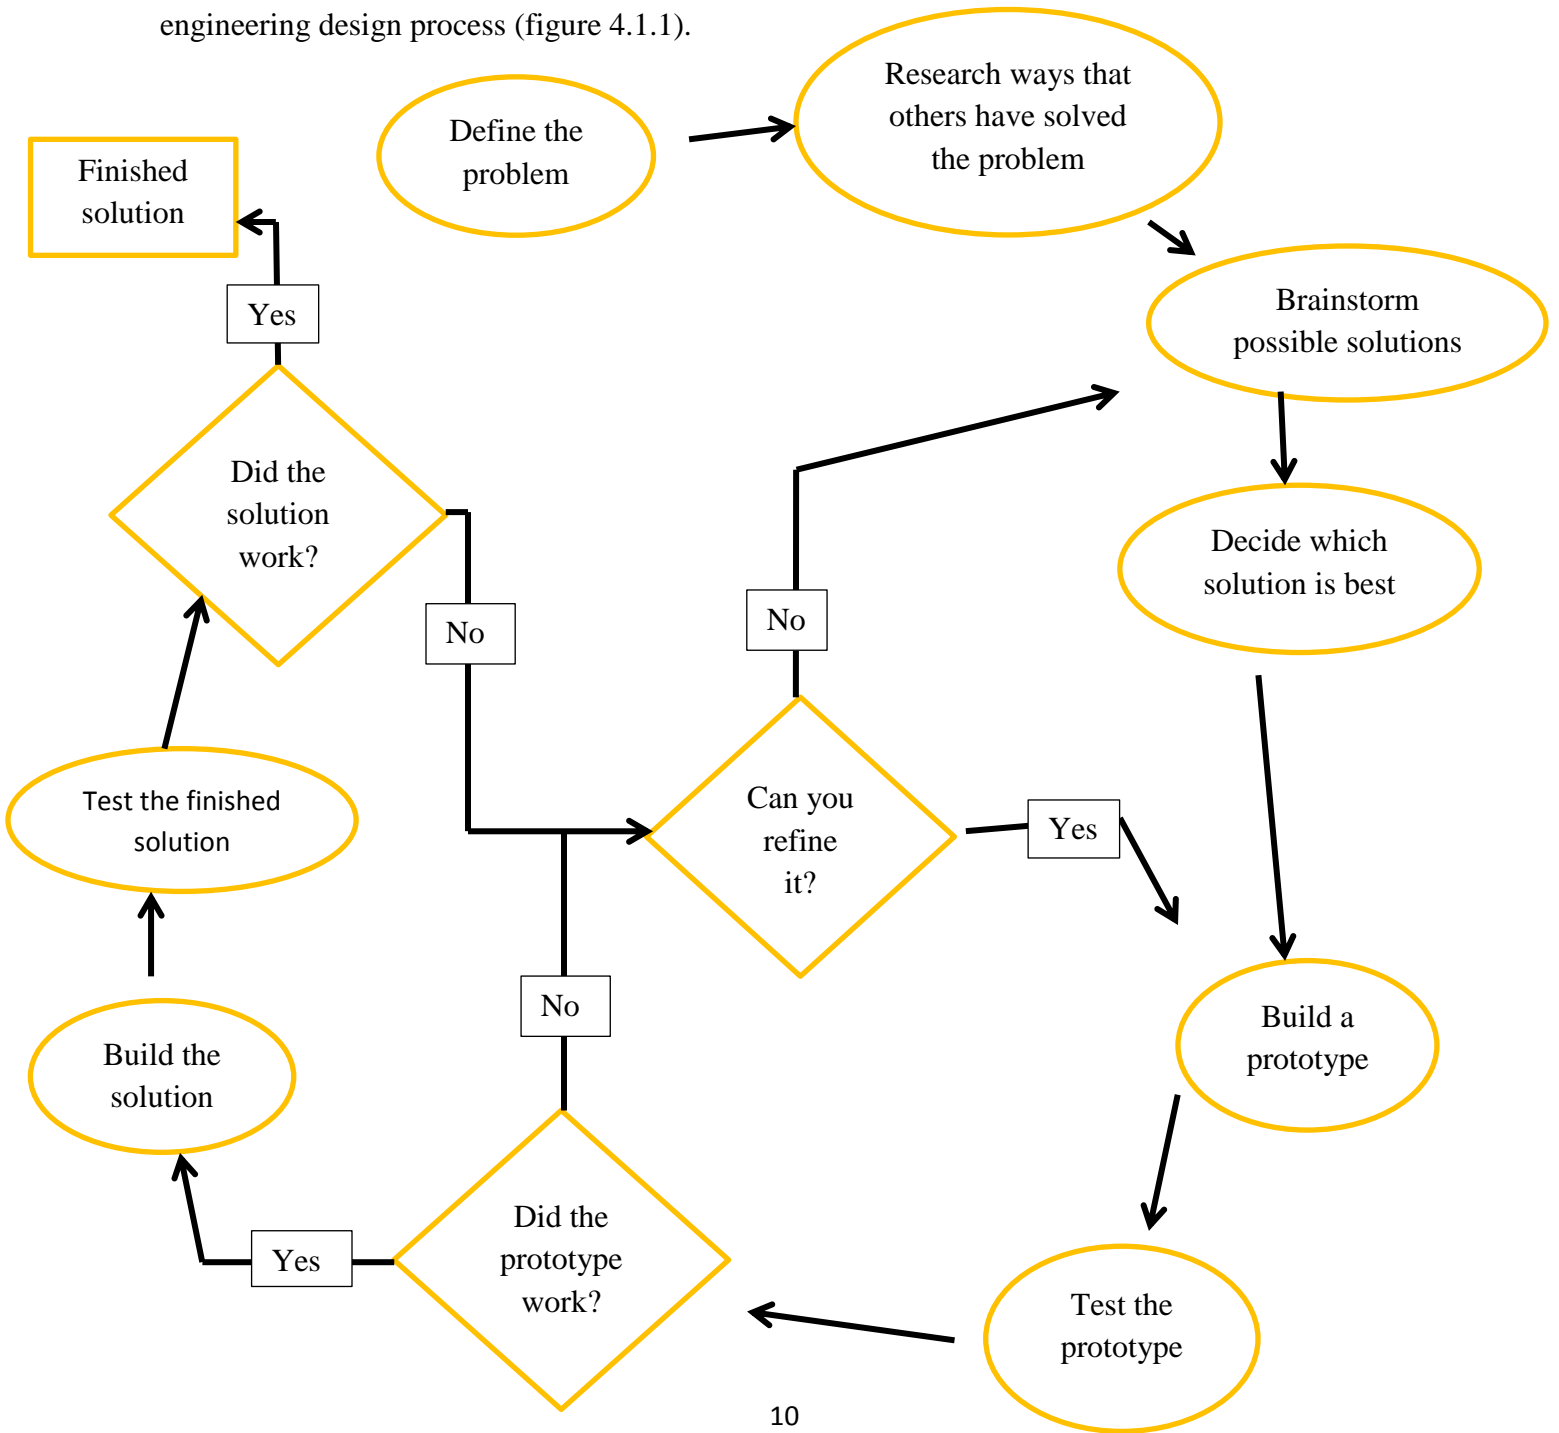 engineering design process (figure 4.1.1).
Define the
problem
Research ways that
others have solved
the problem
Brainstorm
possible solutions
Decide which
solution is best
Build a
prototype
Test the
prototype
Did the
prototype
work?
Yes
No
Build the
solution
Test the finished
solution
Did the
solution
work?
Yes
No
Finished
solution
Can you
refine
it?
No
Yes
10